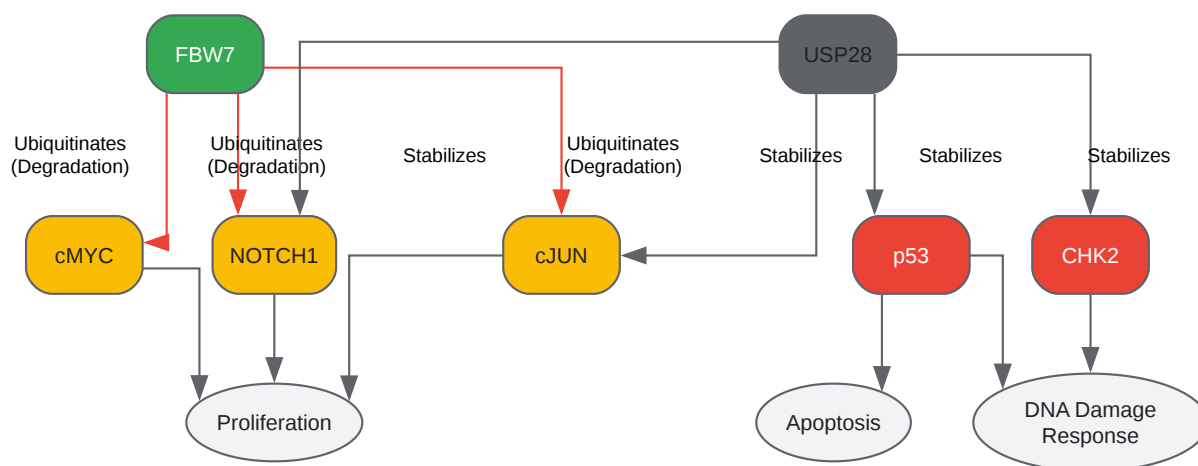 FBW7
USP28
Ubiquitinates
(Degradation)
Ubiquitinates
(Degradation)
Stabilizes
Ubiquitinates
(Degradation)
Stabilizes
Stabilizes
Stabilizes
cMYC
NOTCH1
cJUN
p53
CHK2
Proliferation
Apoptosis
DNA Damage
Response